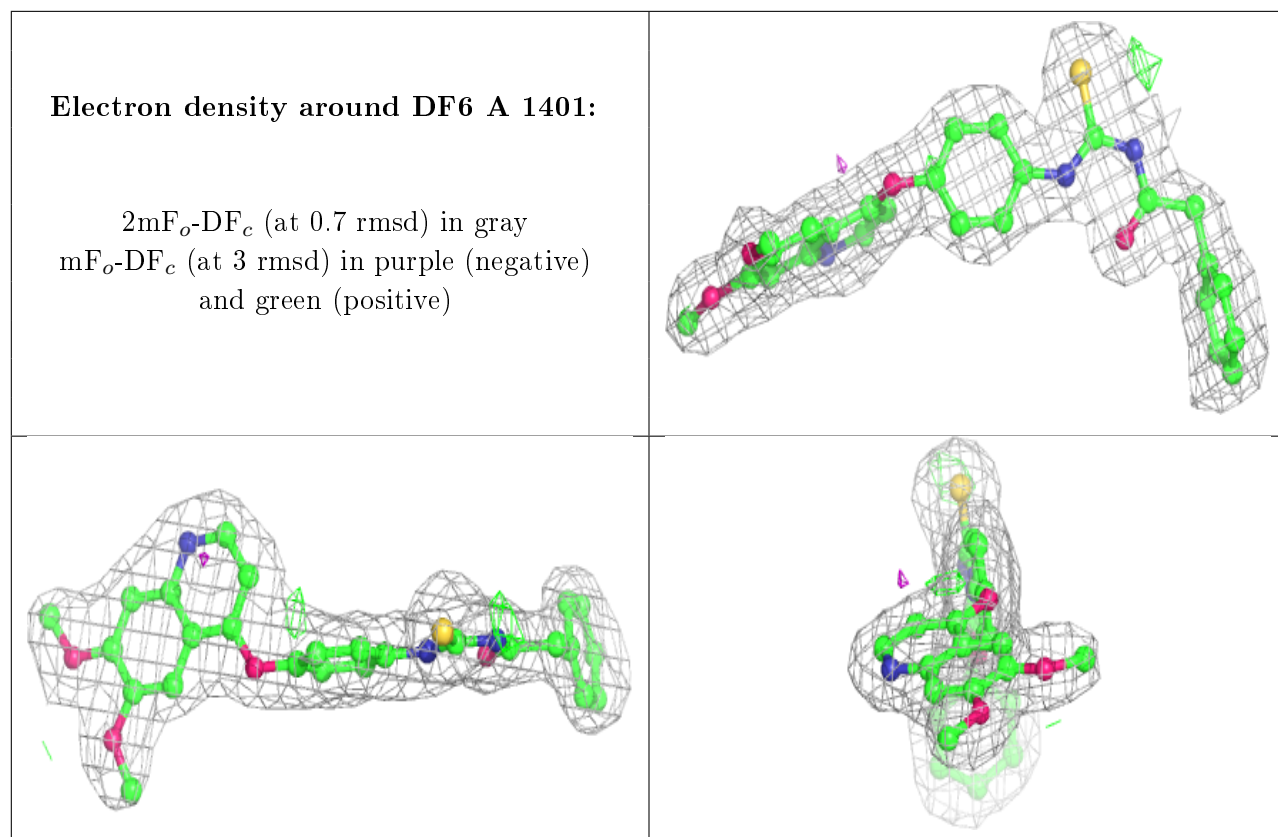 Electron density around DF6 A 1401:
2mFo-DFc (at 0.7 rmsd) in gray
mFo-DFc (at 3 rmsd) in purple (negative)
and green (positive)